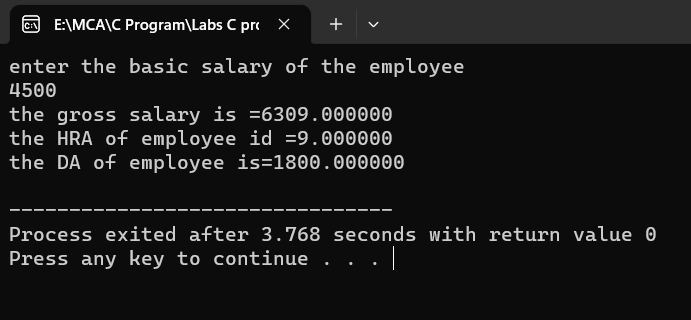 E:\MCA\C Program\Labs C pr
enter the basic salary of the employee
4500
the gross salary is =6309.000000
the HRA of employee id =9.000000
the DA of employee is=1800.000000
--------------------------------
Process exited after 3.768 seconds with return value 0
Press any key to continue . . .